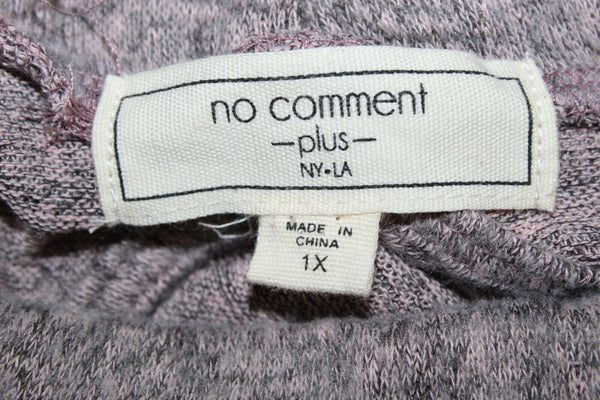 no comment
-plus-
NY•LA
MADE IN
CHINA
1X